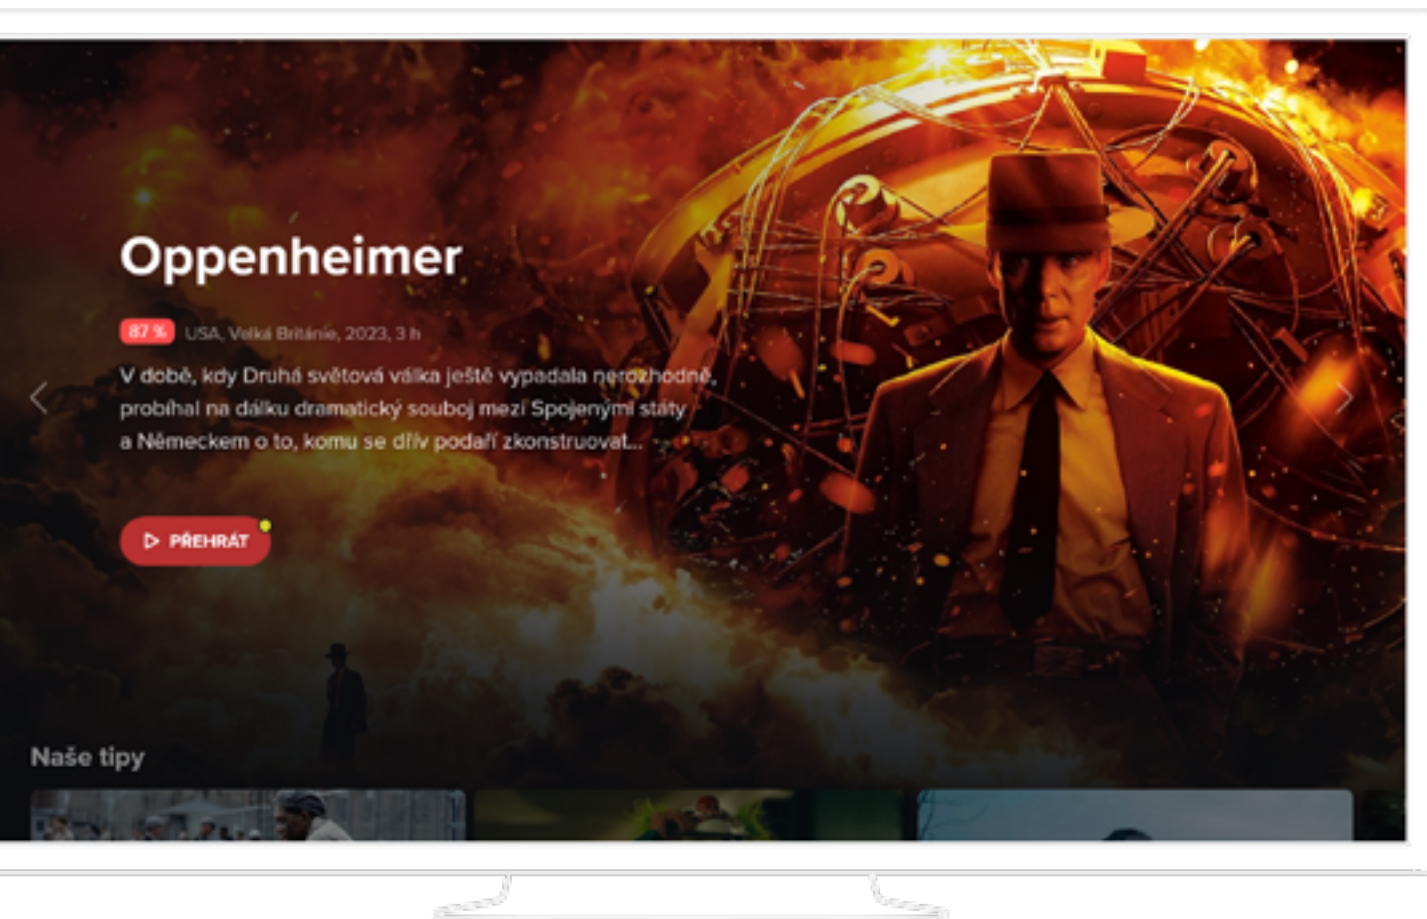 Oppenheimer
87 % USA, Velká Británie, 2023, 3 h
V době, kdy Druhá světová válka ještě vypadala nerozhodně,
probíhal na dálku dramatický souboj mezi Spojenými státy
a Německem o to, komu se dřív podaří zkonstruovat...
PŘEHRÁT
Naše tipy